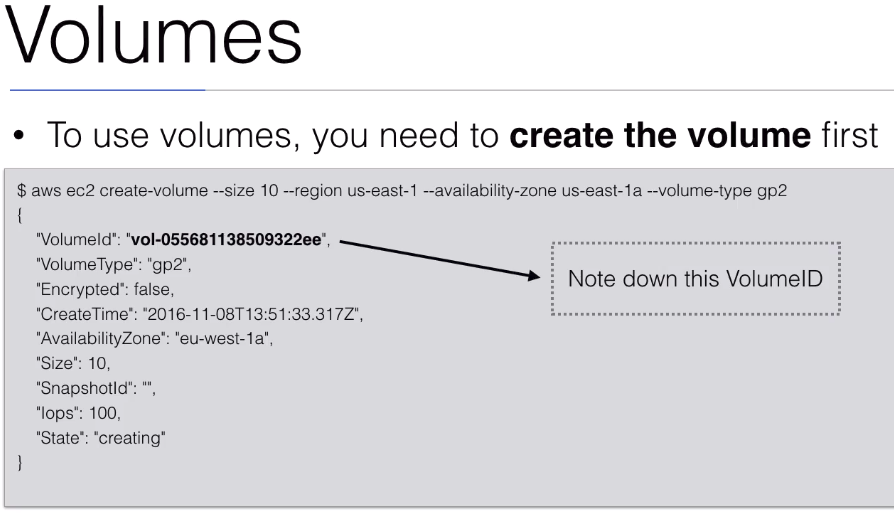 Volumes
• To use volumes, you need to create the volume first
$ aws ec2 create-volume --size 10 --region us-east-1 --availability-zone us-east-1a --volume-type gp2
{
"VolumeId": "vol-055681138509322ee",
Note down this VolumeID
"VolumeType": "gp2",
"Encrypted": false,
"CreateTime": "2016-11-08T13:51:33.317Z",
"AvailabilityZone": "eu-west-1a",
"Size": 10,
"SnapshotId": "",
"Iops": 100,
"State": "creating"
}